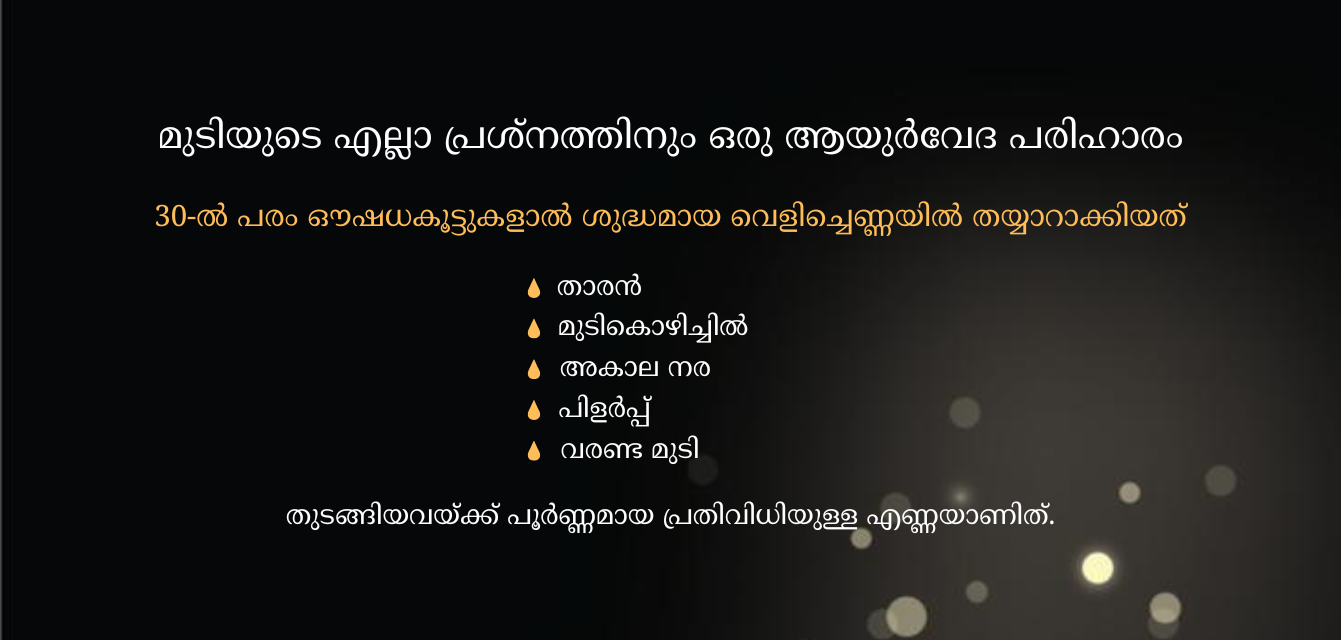 മുടിയുടെ എല്ലാ പ്രശ്നത്തിനും ഒരു ആയുർവേദ പരിഹാരം
30-ൽ പരം ഔഷധകൂട്ടുകളാൽ ശുദ്ധമായ വെളിച്ചെണ്ണയിൽ തയ്യാറാക്കിയത്
താരൻ
മുടികൊഴിച്ചിൽ
അകാല നര
പിളർപ്പ്
വരണ്ട മുടി
തുടങ്ങിയവയ്ക്ക് പൂർണ്ണമായ പ്രതിവിധിയുള്ള എണ്ണയാണിത്.